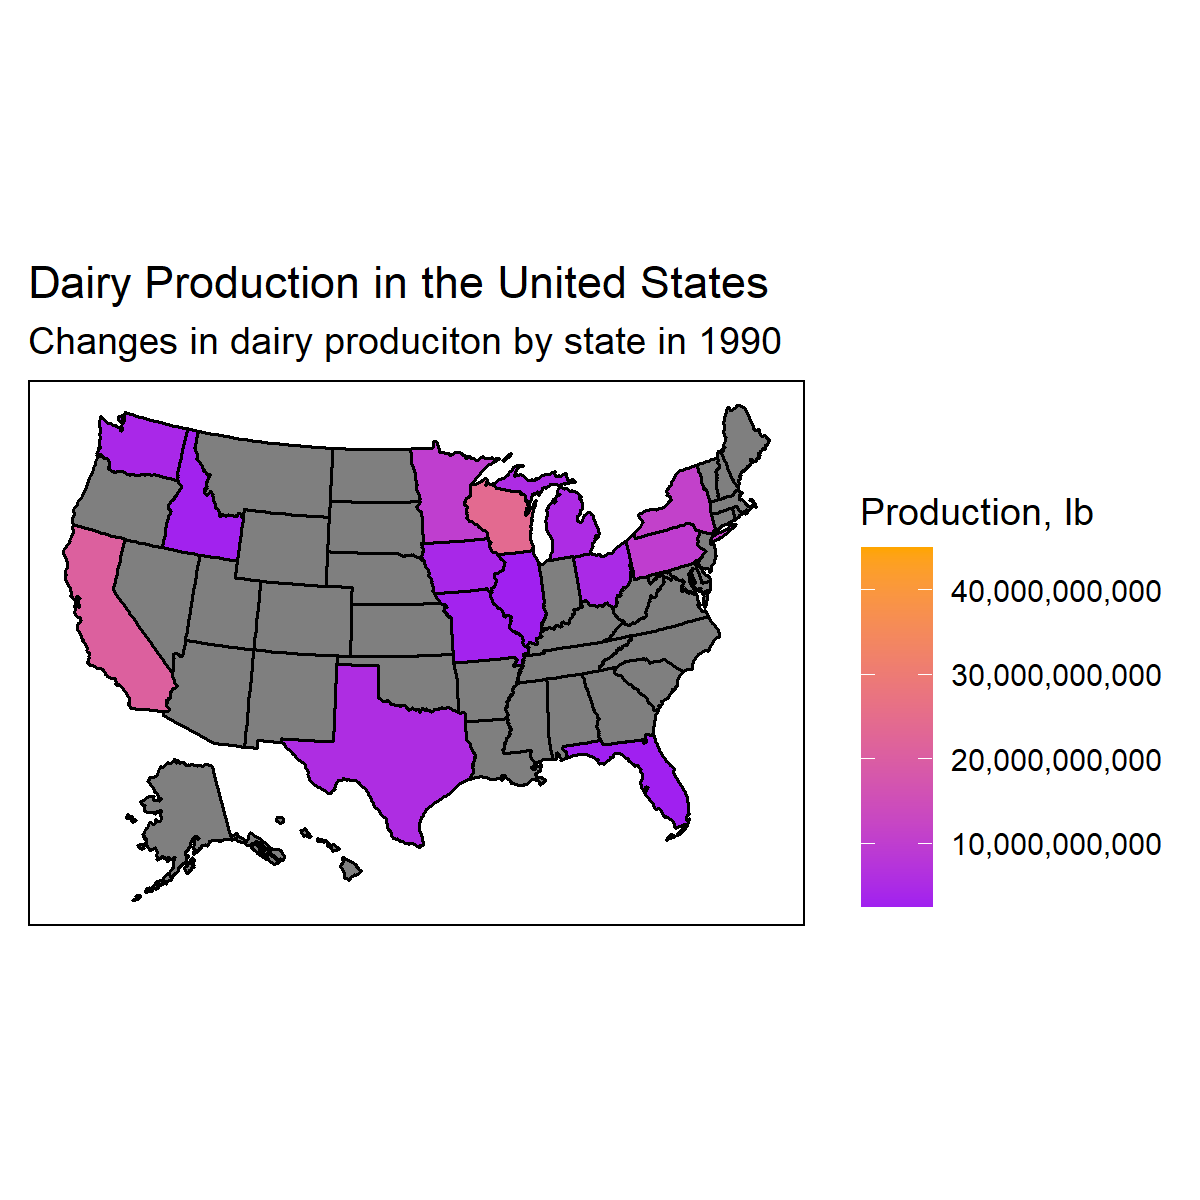 Dairy Production in the United States
Changes in dairy produciton by state in 1990
Production, lb
40,000,000,000
30,000,000,000
20,000,000,000
10,000,000,000